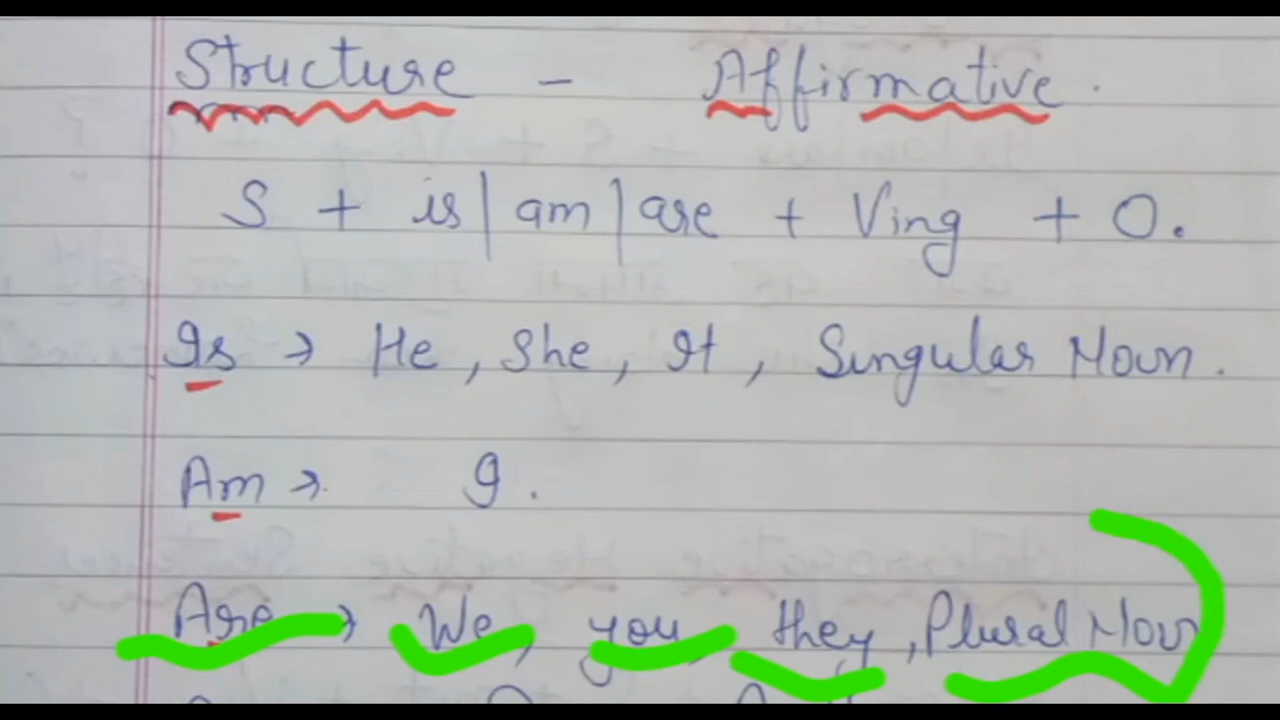 Structure - Affirmative.
S + is | am | are + Ving + O.
Is → He, She, It, Singular Noun.
Am → I.
Are → We, you, they, Plural Noun